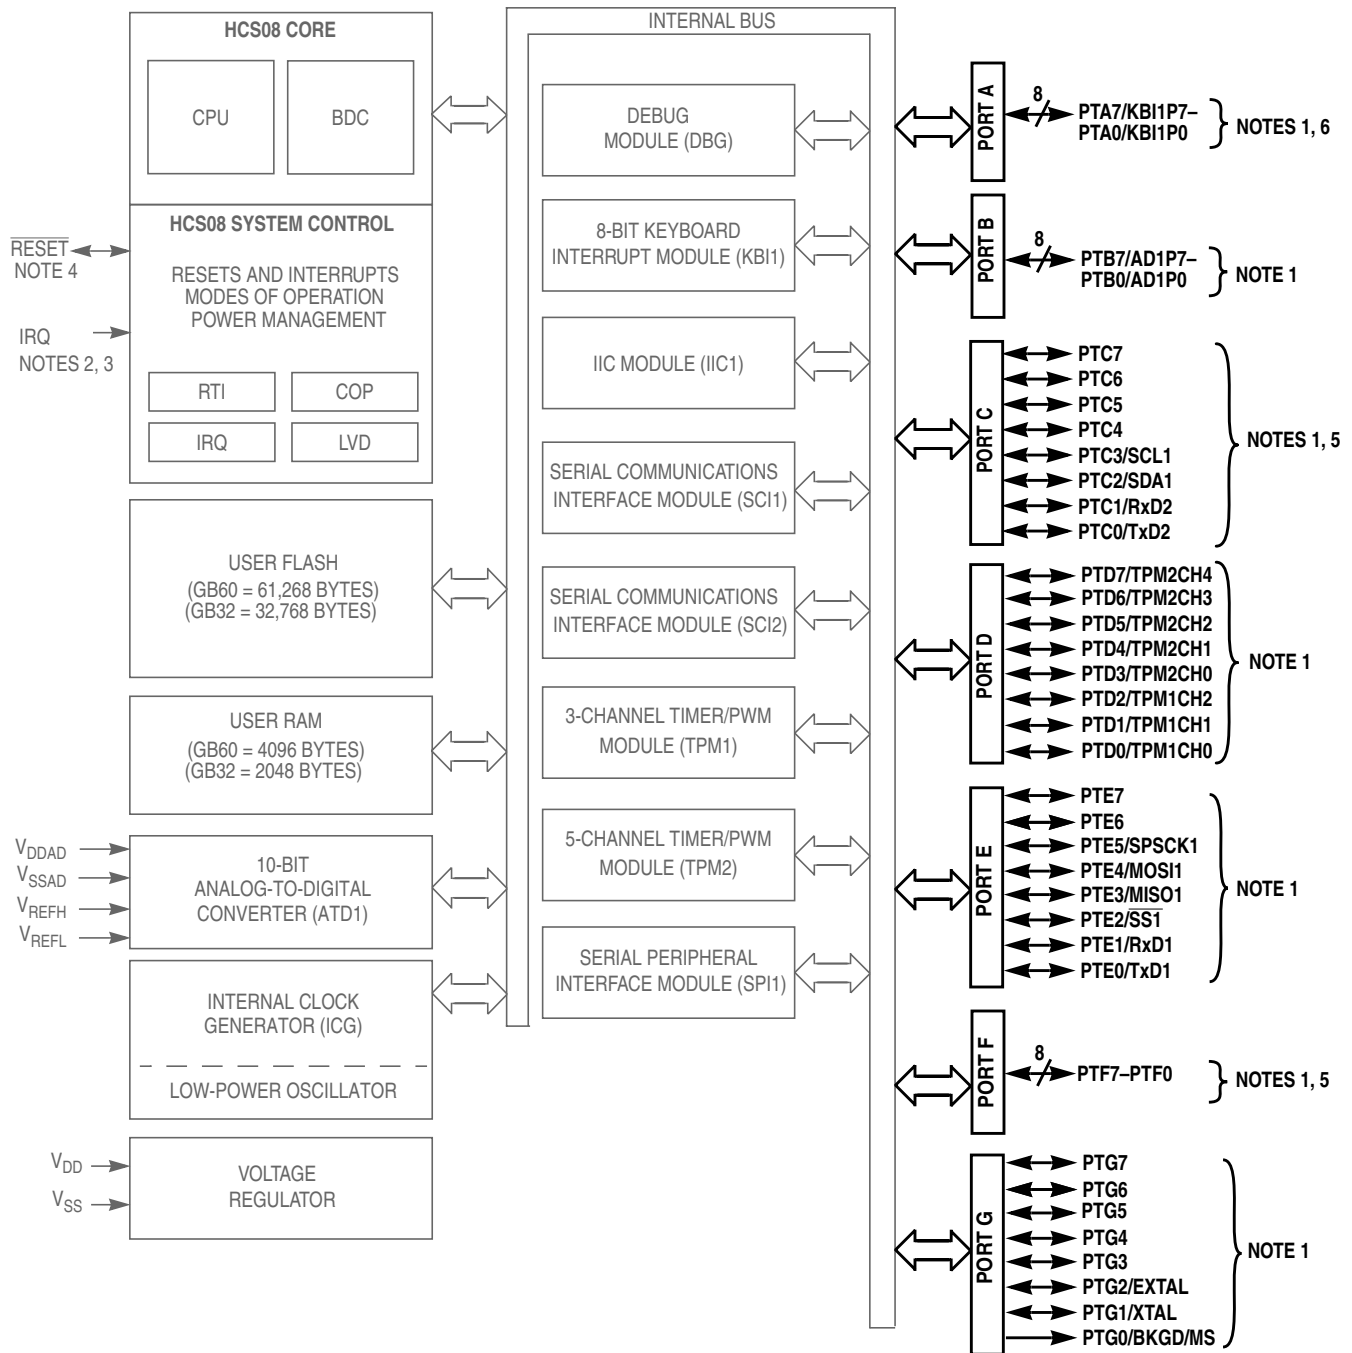 HCS08 CORE
CPU
BDC
HCS08 SYSTEM CONTROL
RESETS AND INTERRUPTS
MODES OF OPERATION
POWER MANAGEMENT
RTI
COP
IRQ
LVD
RESET
NOTE 4
IRQ
NOTES 2, 3
USER FLASH
(GB60 = 61,268 BYTES)
(GB32 = 32,768 BYTES)
USER RAM
(GB60 = 4096 BYTES)
(GB32 = 2048 BYTES)
VDDAD
VSSAD
VREFH
VREFL
10-BIT
ANALOG-TO-DIGITAL
CONVERTER (ATD1)
INTERNAL CLOCK
GENERATOR (ICG)
LOW-POWER OSCILLATOR
VDD
VSS
VOLTAGE
REGULATOR
INTERNAL BUS
DEBUG
MODULE (DBG)
8-BIT KEYBOARD
INTERRUPT MODULE (KBI1)
IIC MODULE (IIC1)
SERIAL COMMUNICATIONS
INTERFACE MODULE (SCI1)
SERIAL COMMUNICATIONS
INTERFACE MODULE (SCI2)
3-CHANNEL TIMER/PWM
MODULE (TPM1)
5-CHANNEL TIMER/PWM
MODULE (TPM2)
SERIAL PERIPHERAL
INTERFACE MODULE (SPI1)
PORT A
8
PTA7/KBI1P7–
PTA0/KBI1P0
NOTES 1, 6
PORT B
8
PTB7/AD1P7–
PTB0/AD1P0
NOTE 1
PORT C
PTC7
PTC6
PTC5
PTC4
PTC3/SCL1
PTC2/SDA1
PTC1/RxD2
PTC0/TxD2
NOTES 1, 5
PORT D
PTD7/TPM2CH4
PTD6/TPM2CH3
PTD5/TPM2CH2
PTD4/TPM2CH1
PTD3/TPM2CH0
PTD2/TPM1CH2
PTD1/TPM1CH1
PTD0/TPM1CH0
NOTE 1
PORT E
PTE7
PTE6
PTE5/SPSCK1
PTE4/MOSI1
PTE3/MISO1
PTE2/SS1
PTE1/RxD1
PTE0/TxD1
NOTE 1
PORT F
8
PTF7–PTF0
NOTES 1, 5
PORT G
PTG7
PTG6
PTG5
PTG4
PTG3
PTG2/EXTAL
PTG1/XTAL
PTG0/BKGD/MS
NOTE 1